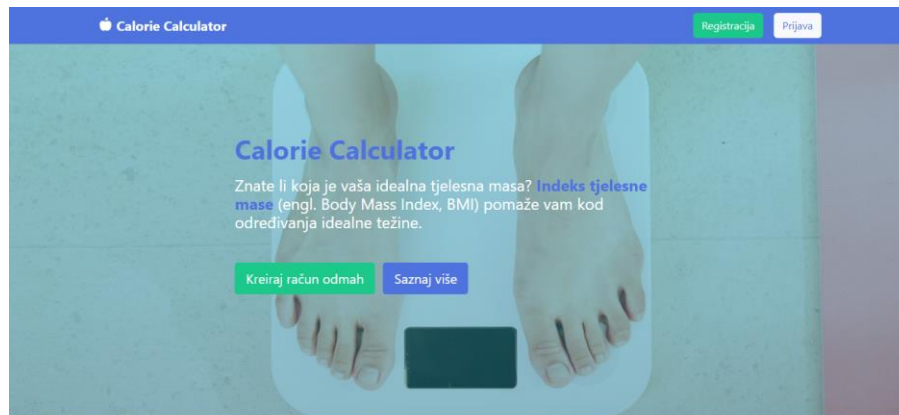 Calorie Calculator
Registracija
Prijava
Calorie Calculator
Znate li koja je vaša idealna tjelesna masa? Indeks tjelesne
mase (engl. Body Mass Index, BMI) pomaže vam kod
određivanja idealne težine.
Kreiraj račun odmah
Saznaj više